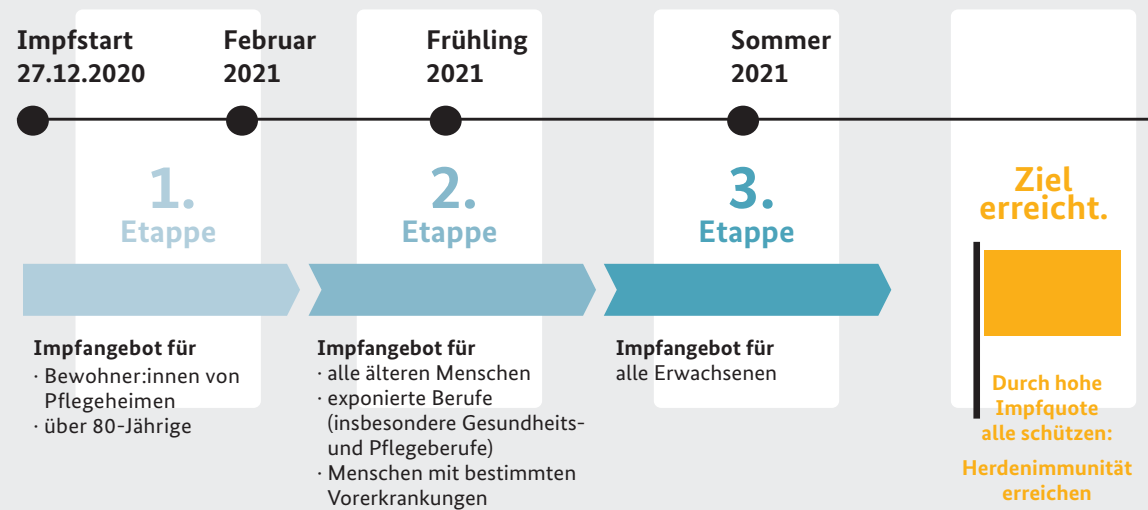 Impfstart
27.12.2020
Februar
2021
Frühling
2021
Sommer
2021
1.
Etappe
2.
Etappe
3.
Etappe
Ziel
erreicht.
Impfangebot für
· Bewohner:innen von
Pflegeheimen
· über 80-Jährige
Impfangebot für
· alle älteren Menschen
· exponierte Berufe
(insbesondere Gesundheits-
und Pflegeberufe)
· Menschen mit bestimmten
Vorerkrankungen
Impfangebot für
alle Erwachsenen
Durch hohe
Impfquote
alle schützen:
Herdenimmunität
erreichen